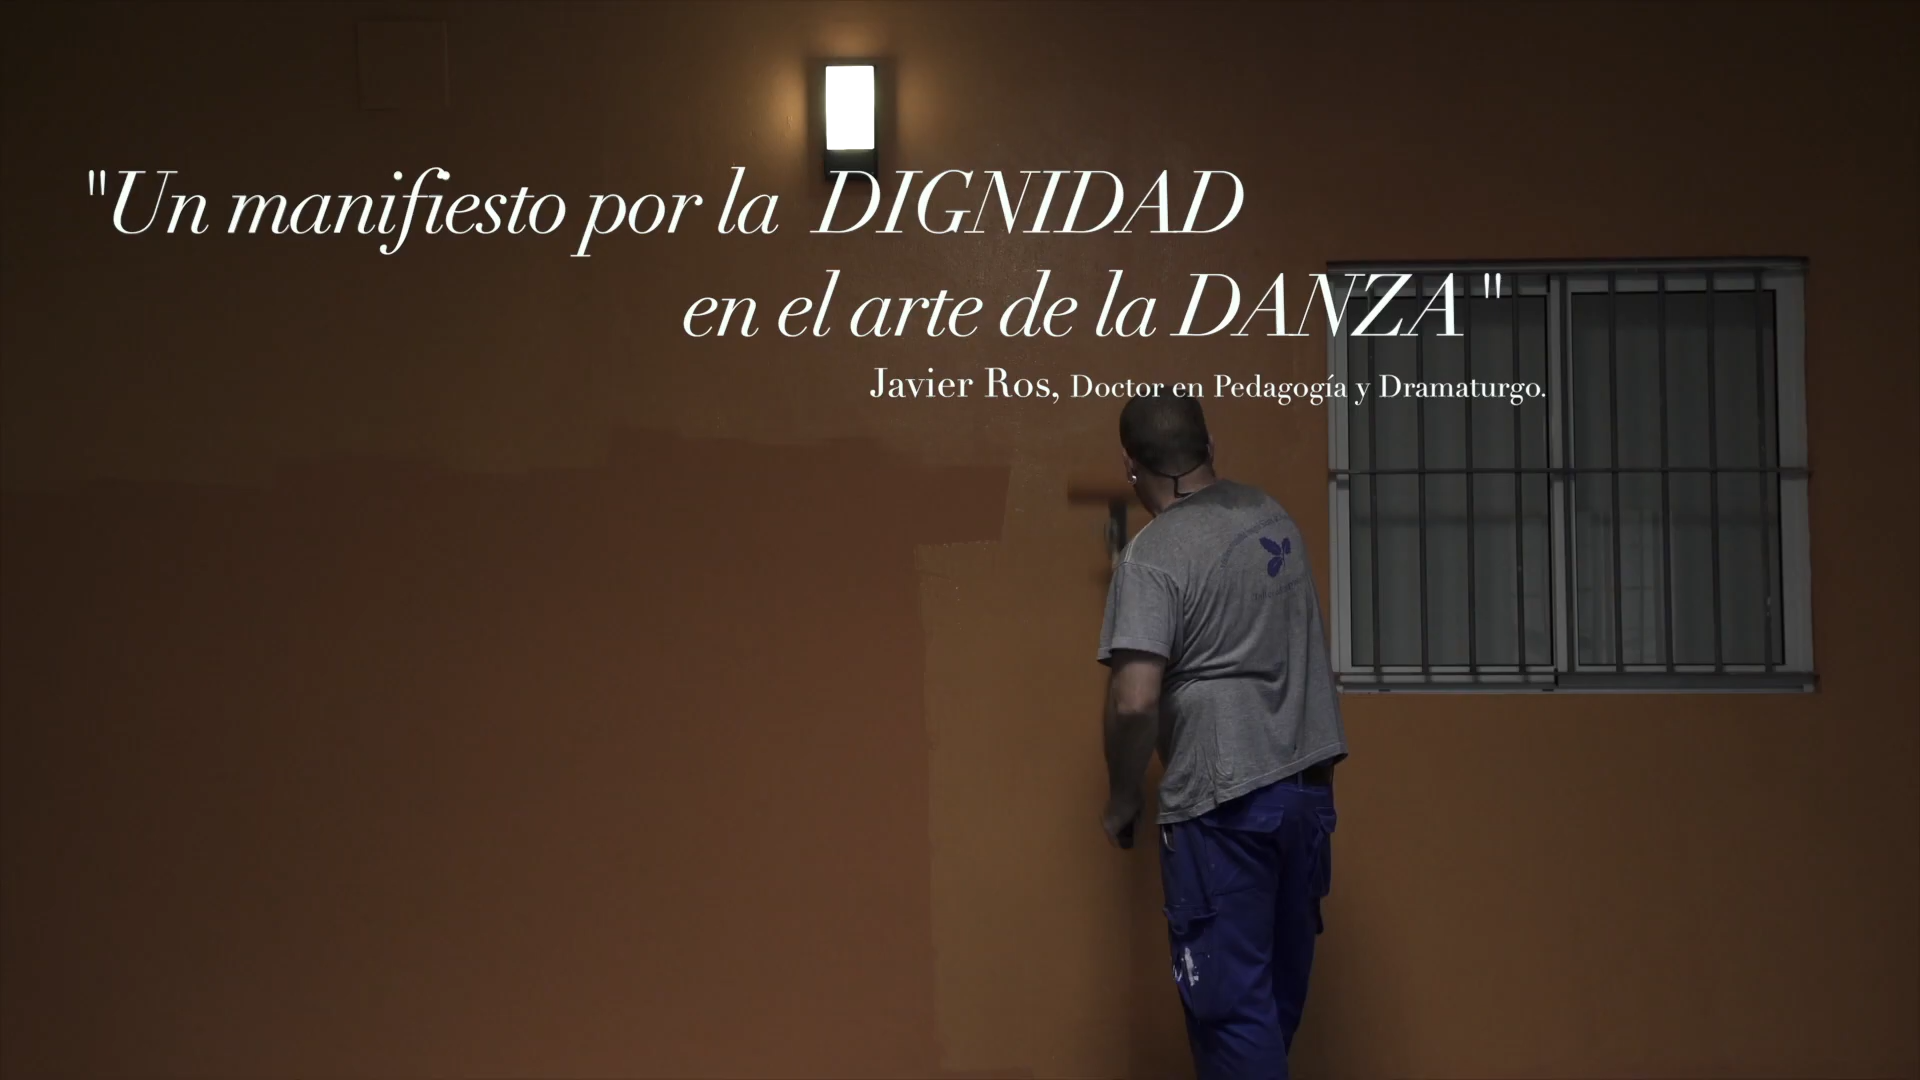 "Un manifiesto por la DIGNIDAD
en el arte de la DANZA"
Javier Ros, Doctor en Pedagogía y Dramaturgo.